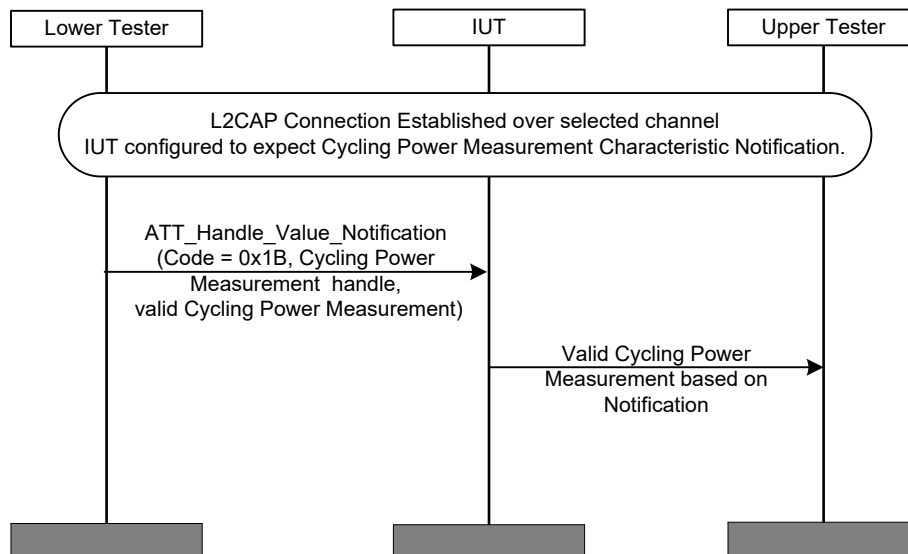 Lower Tester
IUT
Upper Tester
L2CAP Connection Established over selected channel
IUT configured to expect Cycling Power Measurement Characteristic Notification.
ATT_Handle_Value_Notification
(Code = 0x1B, Cycling Power
Measurement handle,
valid Cycling Power Measurement)
Valid Cycling Power
Measurement based on
Notification